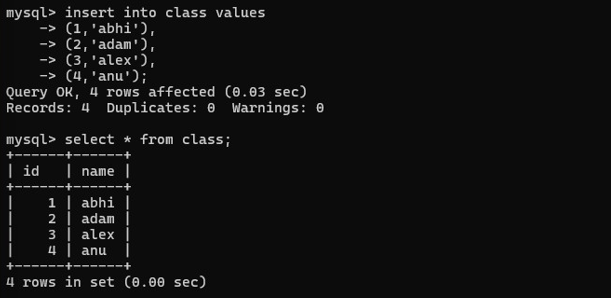 mysql> insert into class values
    -> (1,'abhi'),
    -> (2,'adam'),
    -> (3,'alex'),
    -> (4,'anu');
Query OK, 4 rows affected (0.03 sec)
Records: 4  Duplicates: 0  Warnings: 0

mysql> select * from class;
+------+------+
| id   | name |
+------+------+
|    1 | abhi |
|    2 | adam |
|    3 | alex |
|    4 | anu  |
+------+------+
4 rows in set (0.00 sec)